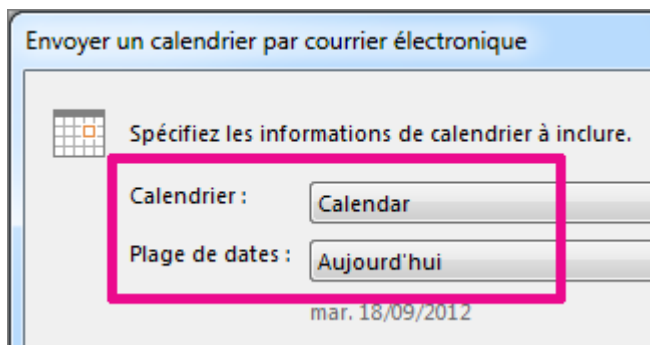 Envoyer un calendrier par courrier électronique
Spécifiez les informations de calendrier à inclure.
Calendrier :
Calendar
Plage de dates :
Aujourd'hui
mar. 18/09/2012